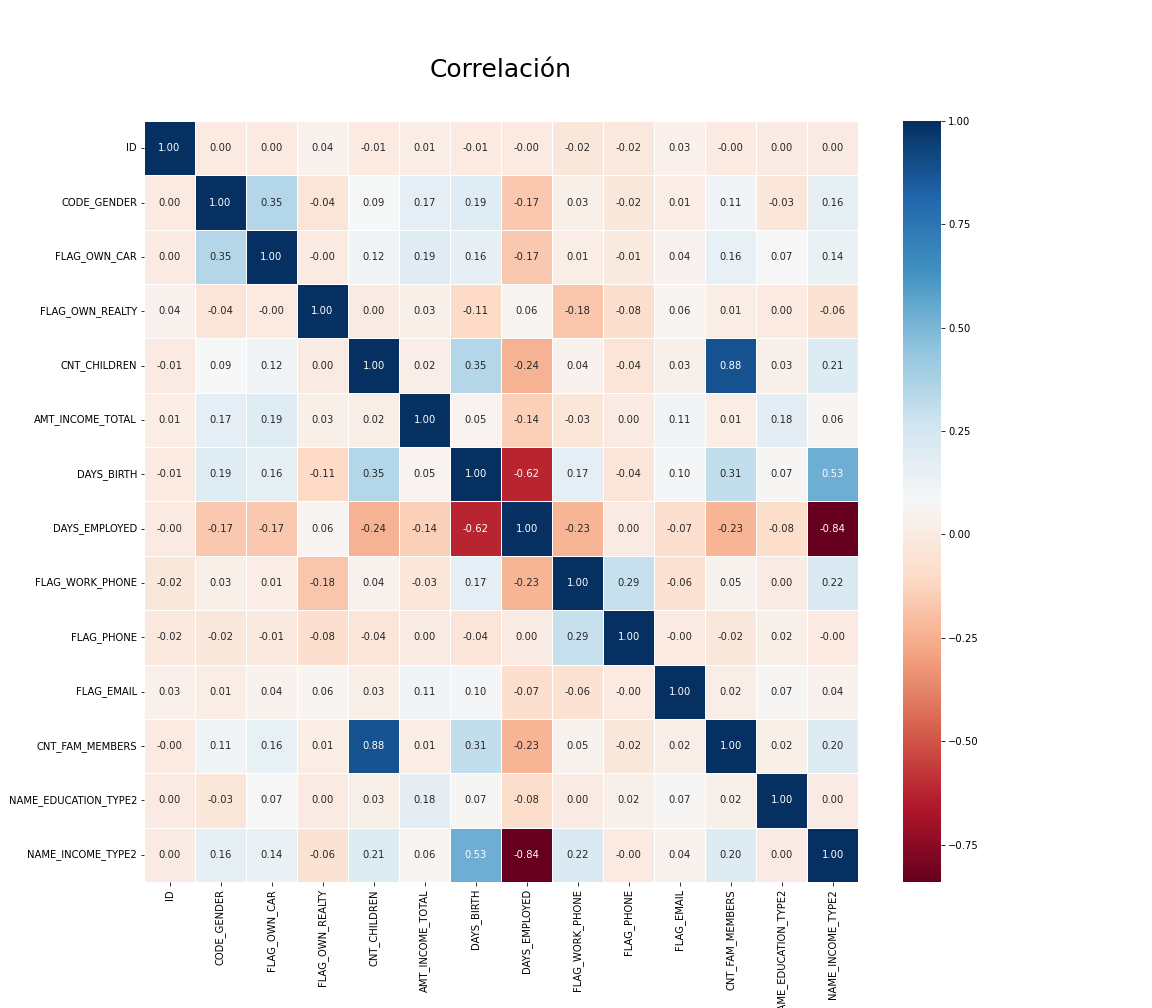 Correlación
ID 1.00 0.00 0.00 0.04 -0.01 0.01 -0.01 -0.00 -0.02 -0.02 0.03 -0.00 0.00 0.00
CODE_GENDER 0.00 1.00 0.35 -0.04 0.09 0.17 0.19 -0.17 0.03 -0.02 0.01 0.11 -0.03 0.16
FLAG_OWN_CAR 0.00 0.35 1.00 -0.00 0.12 0.19 0.16 -0.17 0.01 -0.01 0.04 0.16 0.07 0.14
FLAG_OWN_REALTY 0.04 -0.04 -0.00 1.00 0.00 0.03 -0.11 0.06 -0.18 -0.08 0.06 0.01 0.00 -0.06
CNT_CHILDREN -0.01 0.09 0.12 0.00 1.00 0.02 0.35 -0.24 0.04 -0.04 0.03 0.88 0.03 0.21
AMT_INCOME_TOTAL 0.01 0.17 0.19 0.03 0.02 1.00 0.05 -0.14 -0.03 0.00 0.11 0.01 0.18 0.06
DAYS_BIRTH -0.01 0.19 0.16 -0.11 0.35 0.05 1.00 -0.62 0.17 -0.04 0.10 0.31 0.07 0.53
DAYS_EMPLOYED -0.00 -0.17 -0.17 0.06 -0.24 -0.14 -0.62 1.00 -0.23 0.00 -0.07 -0.23 -0.08 -0.84
FLAG_WORK_PHONE -0.02 0.03 0.01 -0.18 0.04 -0.03 0.17 -0.23 1.00 0.29 -0.06 0.05 0.00 0.22
FLAG_PHONE -0.02 -0.02 -0.01 -0.08 -0.04 0.00 -0.04 0.00 0.29 1.00 -0.00 -0.02 0.02 -0.00
FLAG_EMAIL 0.03 0.01 0.04 0.06 0.03 0.11 0.10 -0.07 -0.06 -0.00 1.00 0.02 0.07 0.04
CNT_FAM_MEMBERS -0.00 0.11 0.16 0.01 0.88 0.01 0.31 -0.23 0.05 -0.02 0.02 1.00 0.02 0.20
NAME_EDUCATION_TYPE2 0.00 -0.03 0.07 0.00 0.03 0.18 0.07 -0.08 0.00 0.02 0.07 0.02 1.00 0.00
NAME_INCOME_TYPE2 0.00 0.16 0.14 -0.06 0.21 0.06 0.53 -0.84 0.22 -0.00 0.04 0.20 0.00 1.00
ID
CODE_GENDER
FLAG_OWN_CAR
FLAG_OWN_REALTY
CNT_CHILDREN
AMT_INCOME_TOTAL
DAYS_BIRTH
DAYS_EMPLOYED
FLAG_WORK_PHONE
FLAG_PHONE
FLAG_EMAIL
CNT_FAM_MEMBERS
AME_EDUCATION_TYPE2
NAME_INCOME_TYPE2
1.00
0.75
0.50
0.25
0.00
−0.25
−0.50
−0.75